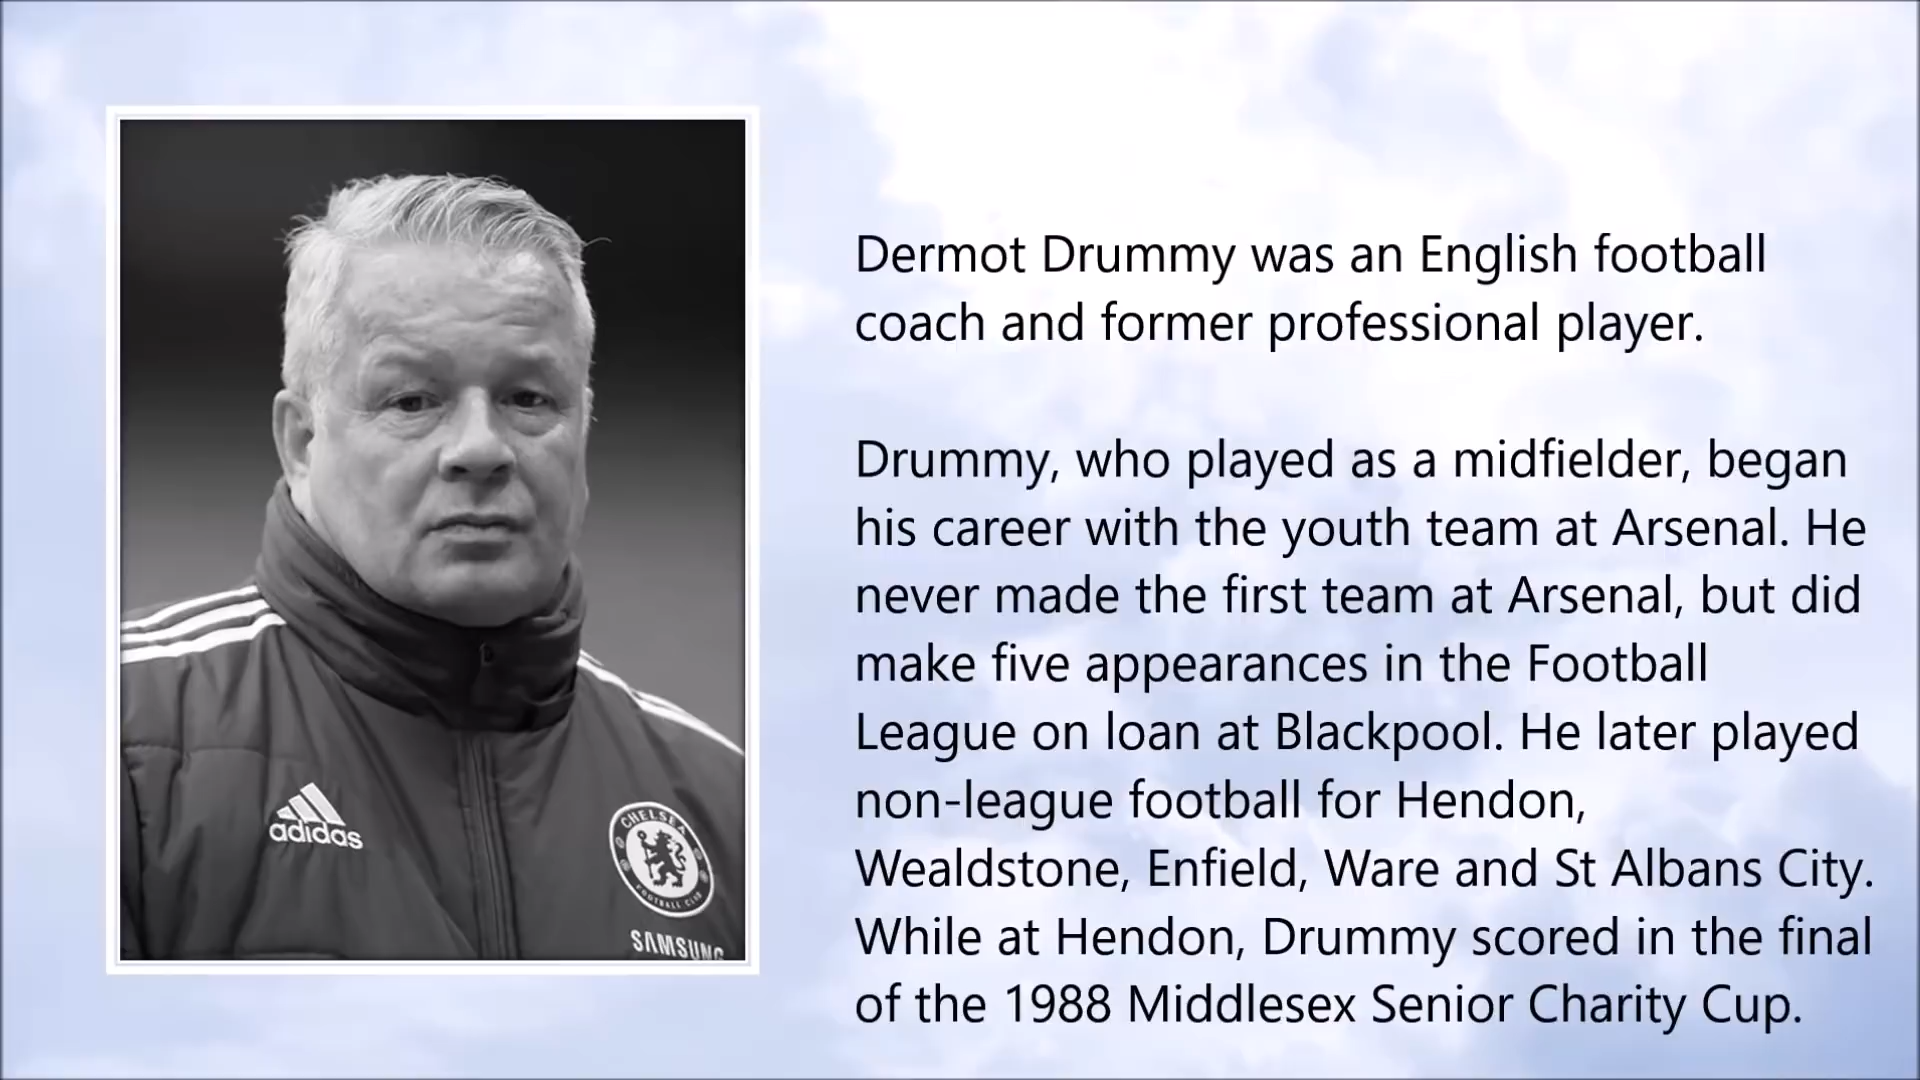 Dermot Drummy was an English football
coach and former professional player.
Drummy, who played as a midfielder, began
his career with the youth team at Arsenal. He
never made the first team at Arsenal, but did
make five appearances in the Football
League on loan at Blackpool. He later played
non-league football for Hendon,
Wealdstone, Enfield, Ware and St Albans City.
While at Hendon, Drummy scored in the final
of the 1988 Middlesex Senior Charity Cup.
adidas
CHELSEA
FOOTBALL CLUB
SAMSUNG